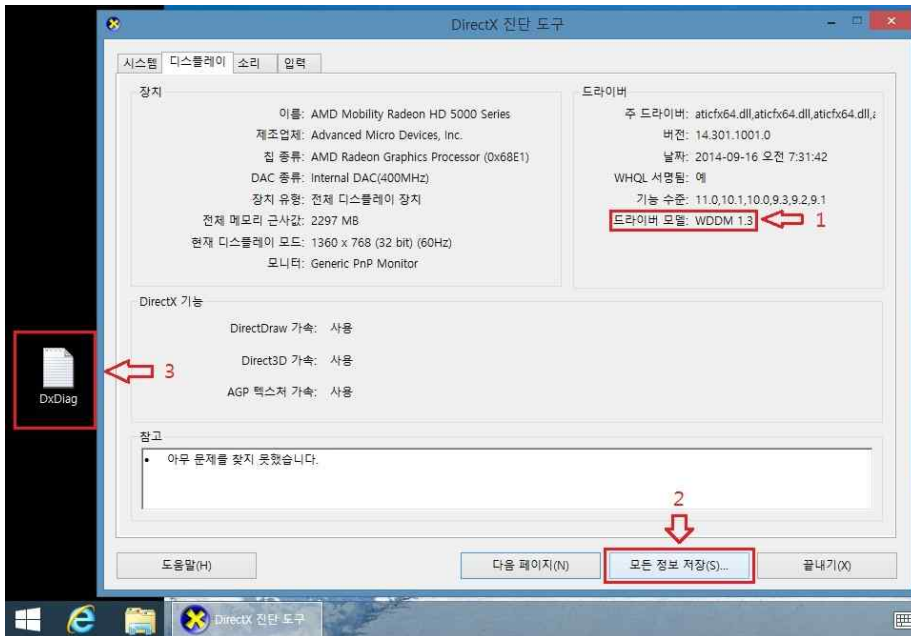 DirectX 진단 도구
시스템 디스플레이 소리 입력
장치
이름: AMD Mobility Radeon HD 5000 Series
제조업체: Advanced Micro Devices, Inc.
칩 종류: AMD Radeon Graphics Processor (0x68E1)
DAC 종류: Internal DAC(400MHz)
장치 유형: 전체 디스플레이 장치
전체 메모리 근사값: 2297 MB
현재 디스플레이 모드: 1360 x 768 (32 bit) (60Hz)
모니터: Generic PnP Monitor
드라이버
주 드라이버: aticfx64.dll,aticfx64.dll,aticfx64.dll,
버전: 14.301.1001.0
날짜: 2014-09-16 오전 7:31:42
WHQL 서명됨: 예
기능 수준: 11.0,10.1,10.0,9.3,9.2,9.1
드라이버 모델: WDDM 1.3 1
DirectX 기능
DirectDraw 가속: 사용
Direct3D 가속: 사용
AGP 텍스처 가속: 사용
3
DxDiag
참고
• 아무 문제를 찾지 못했습니다.
2
도움말(H) 다음 페이지(N) 모든 정보 저장(S)... 끝내기(X)
DirectX 진단 도구